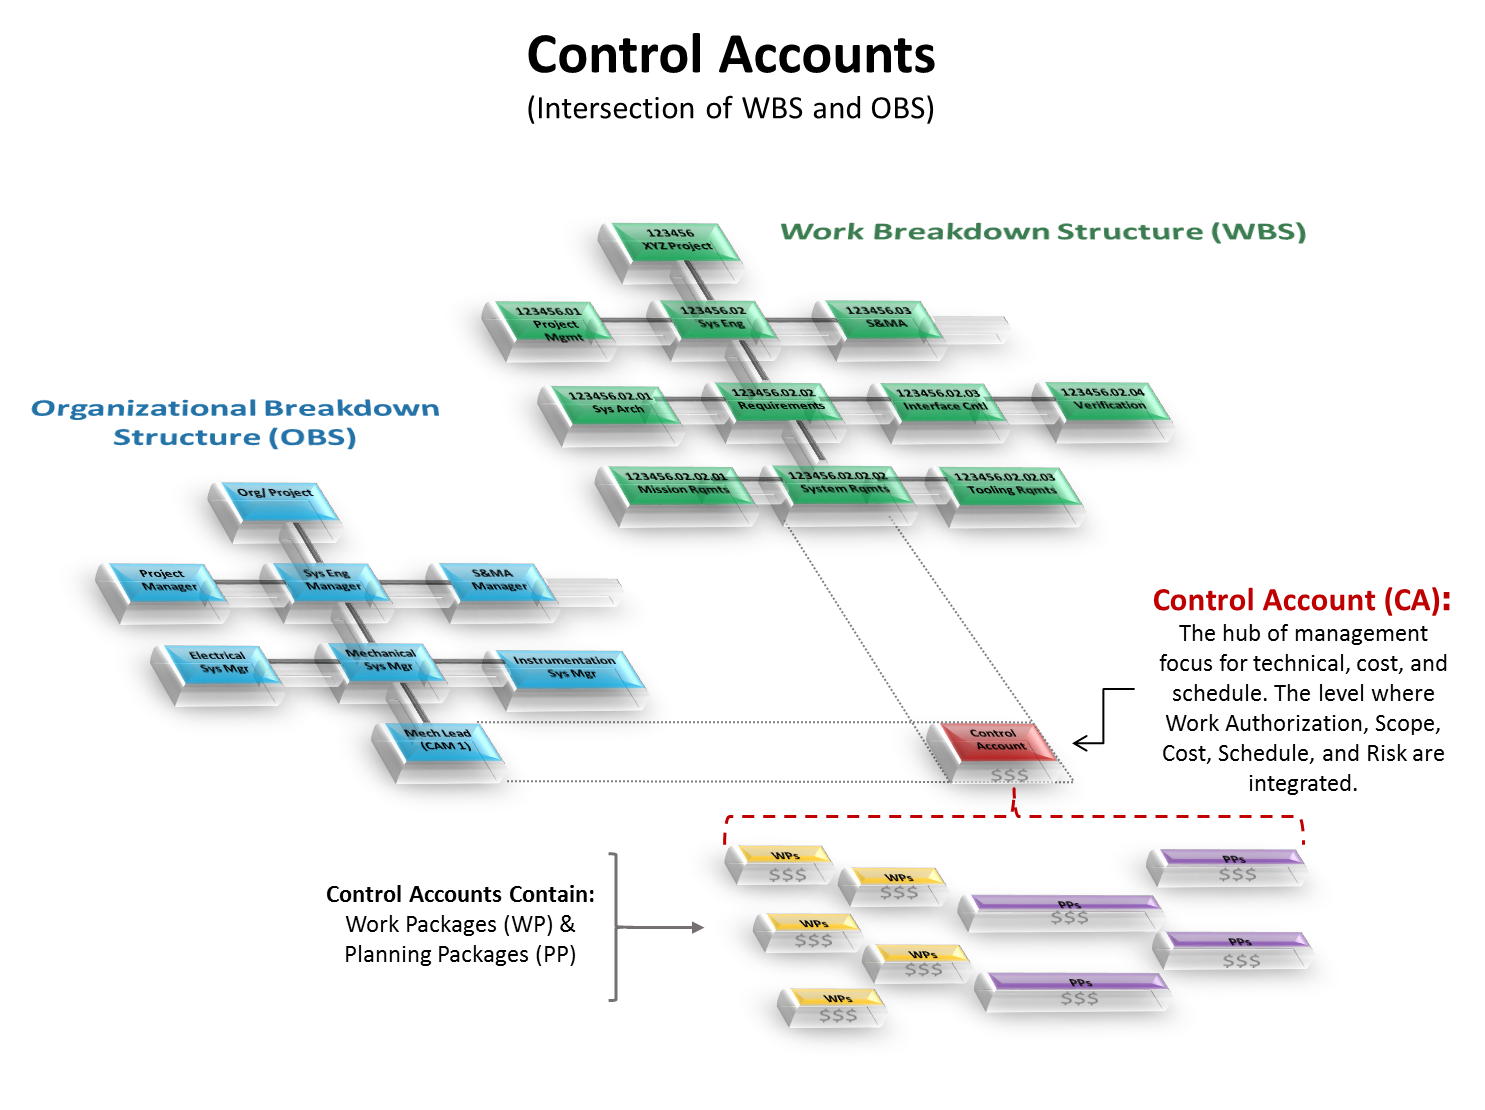 Control Accounts
(Intersection of WBS and OBS)
Work Breakdown Structure (WBS)
123456
XYZ Project
123456.01
Project
Mgmt
123456.02
Sys Eng
123456.03
S&MA
123456.02.01
Sys Arch
123456.02.02
Requirements
123456.02.03
Interface Cntl
123456.02.04
Verification
123456.02.02.01
Mission Rqmts
123456.02.02.02
System Rqmts
123456.02.02.03
Tooling Rqmts
Organizational Breakdown
Structure (OBS)
Org/ Project
Project
Manager
Sys Eng
Manager
S&MA
Manager
Electrical
Sys Mgr
Mechanical
Sys Mgr
Instrumentation
Sys Mgr
Mech Lead
(CAM 1)
Control
Account
$$$
Control Account (CA):
The hub of management
focus for technical, cost, and
schedule. The level where
Work Authorization, Scope,
Cost, Schedule, and Risk are
integrated.
Control Accounts Contain:
Work Packages (WP) &
Planning Packages (PP)
WPs
$$$
WPs
$$$
WPs
$$$
WPs
$$$
WPs
$$$
PPs
$$$
PPs
$$$
PPs
$$$
PPs
$$$